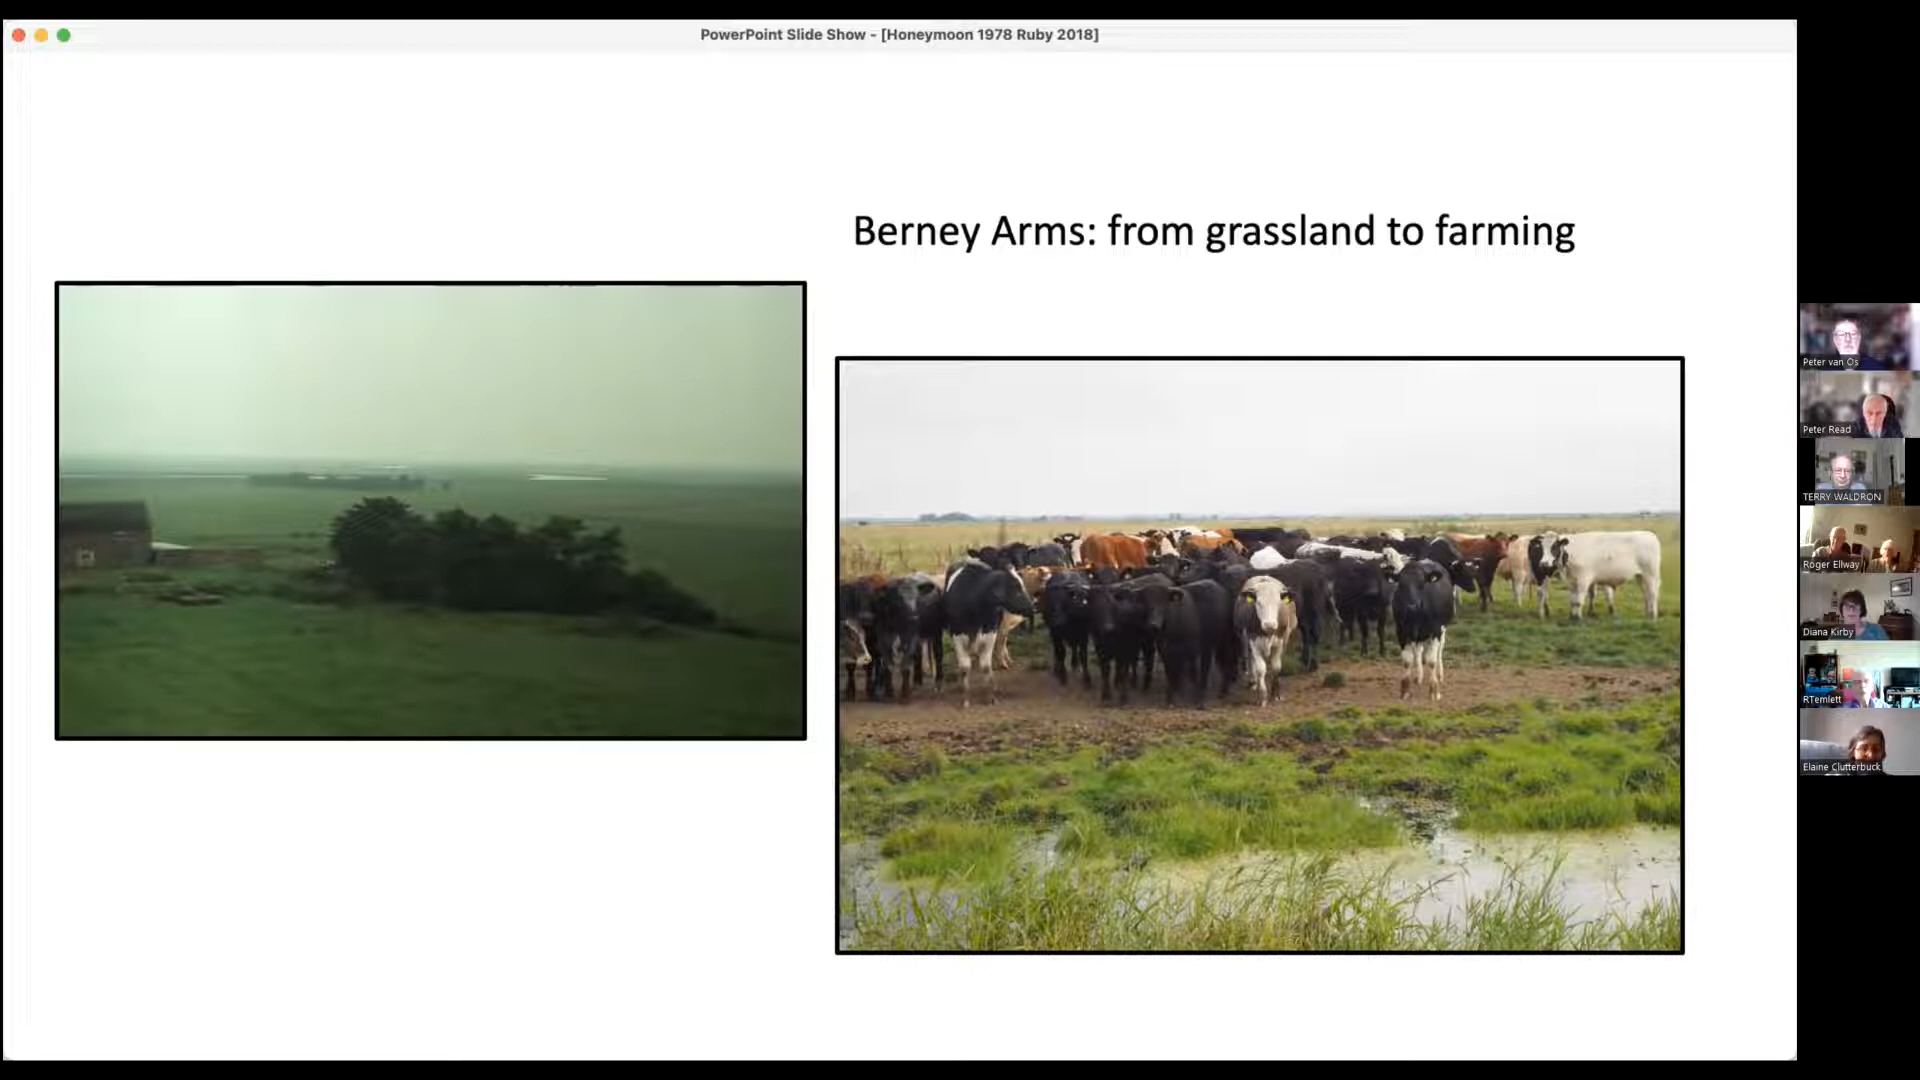 PowerPoint Slide Show - [Honeymoon 1978 Ruby 2018]
Berney Arms: from grassland to farming
Peter van Os
Peter Read
TERRY WALDRON
Roger Ellway
Diana Kirby
RTemlett
Elaine Clutterbuck